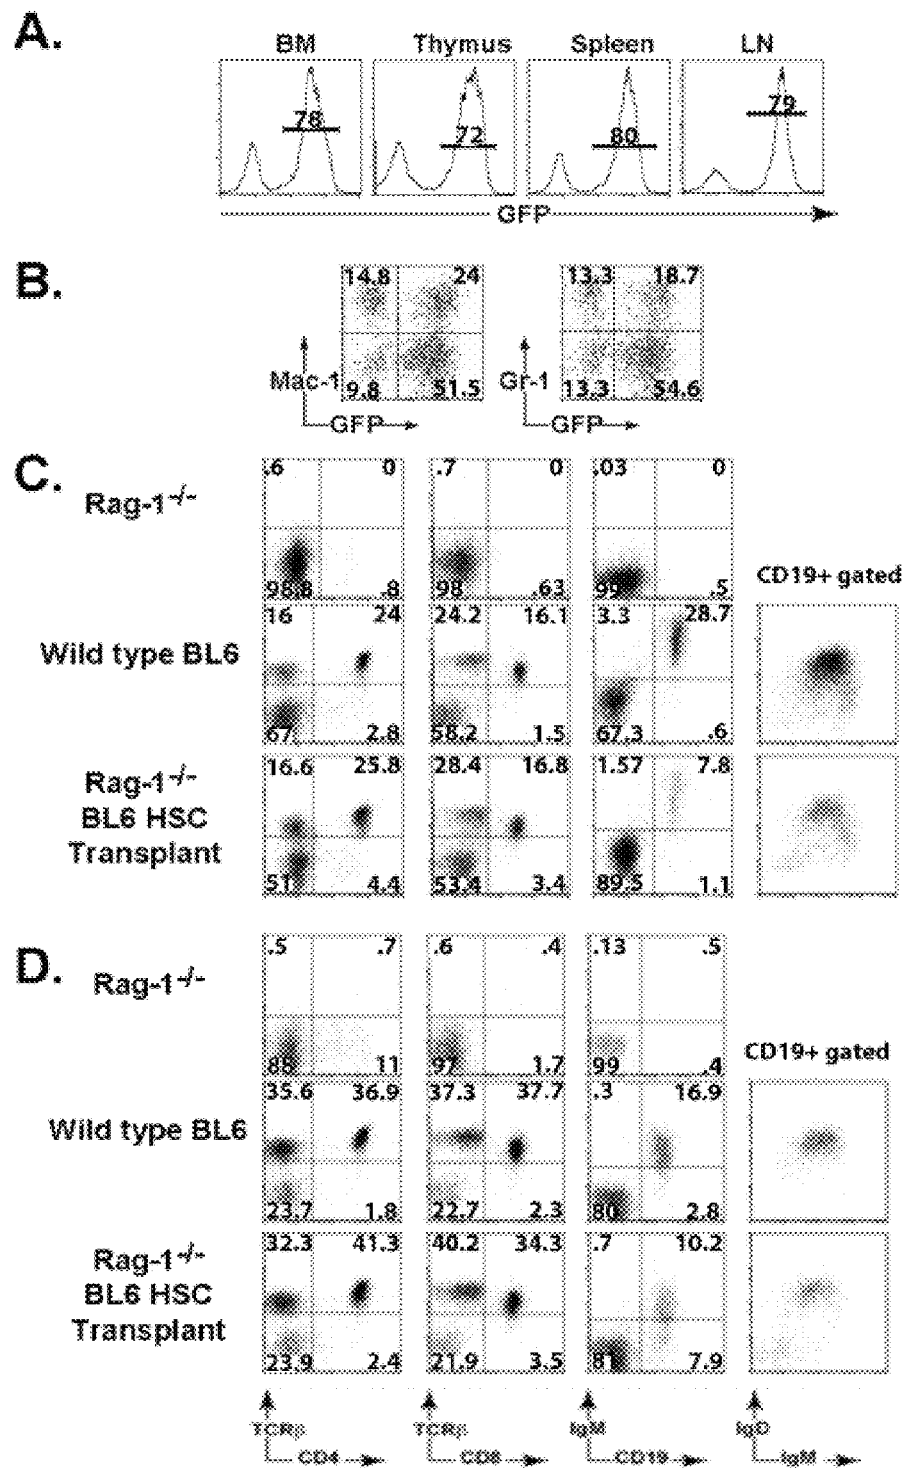 A.
BM Thymus Spleen LN
78 72 80 79
GFP
B.
14.8 24 13.3 18.7
Mac-1 Gr-1
9.8 51.5 13.3 54.6
GFP GFP
C.
.6 0 .7 0 .03 0
Rag-1-/-
98.8 .8 98 .63 99 .5
CD19+ gated
16 24 24.2 16.1 3.3 28.7
Wild type BL6
67 2.8 58.2 1.5 67.3 .6
16.6 25.8 28.4 16.8 1.57 7.8
Rag-1-/-
BL6 HSC
Transplant
51 4.4 53.4 3.4 89.5 1.1
D.
.5 .7 .6 .4 .13 .5
Rag-1-/-
88 11 97 1.7 99 .4
CD19+ gated
35.6 36.9 37.3 37.7 .3 16.9
Wild type BL6
23.7 1.8 22.7 2.3 80 2.8
32.3 41.3 40.2 34.3 .7 10.2
Rag-1-/-
BL6 HSC
Transplant
23.9 2.4 21.9 3.5 81 7.9
TCRβ TCRβ IgM IgD
CD4 CD8 CD19 IgM